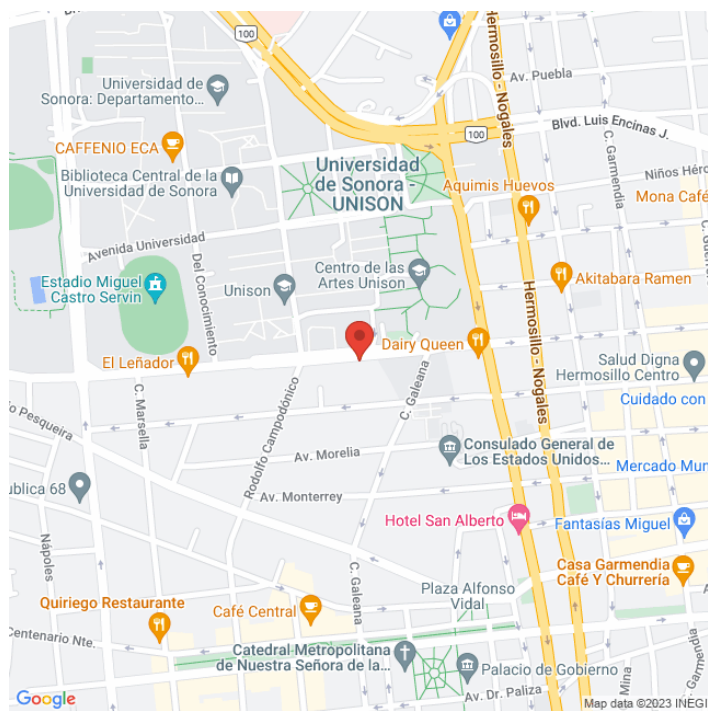 100
Av. Puebla
Hermosillo - Nogales
Universidad de
Sonora: Departamento...
100
Blvd. Luis Encinas J.
CAFFENIO ECA
C. Garmendia
Universidad
de Sonora -
UNISON
Niños Héroe
Biblioteca Central de la
Universidad de Sonora
Aquimis Huevos
Mona Café
Avenida Universidad
Del Conocimiento
Centro de las
Artes Unison
Estadio Miguel
Castro Servin
Unison
Akitabara Ramen
Hermosillo - Nogales
Dairy Queen
El Leñador
Salud Digna
Hermosillo Centro
C. Marsella
C. Galeana
Cuidado con
Pesqueira
Rodolfo Campodónico
Consulado General de
Los Estados Unidos...
Av. Morelia
Mercado Mun
ública 68
Av. Monterrey
Hotel San Alberto
Fantasías Miguel
Nápoles
C. Galeana
Casa Garmendia
Café Y Churrería
Plaza Alfonso
Vidal
Quiriego Restaurante
Café Central
Centenario Nte.
Catedral Metropolitana
de Nuestra Señora de la...
Palacio de Gobierno
Mina
C. Garmendia
Av. Dr. Paliza
Google
Map data ©2023 INEGI